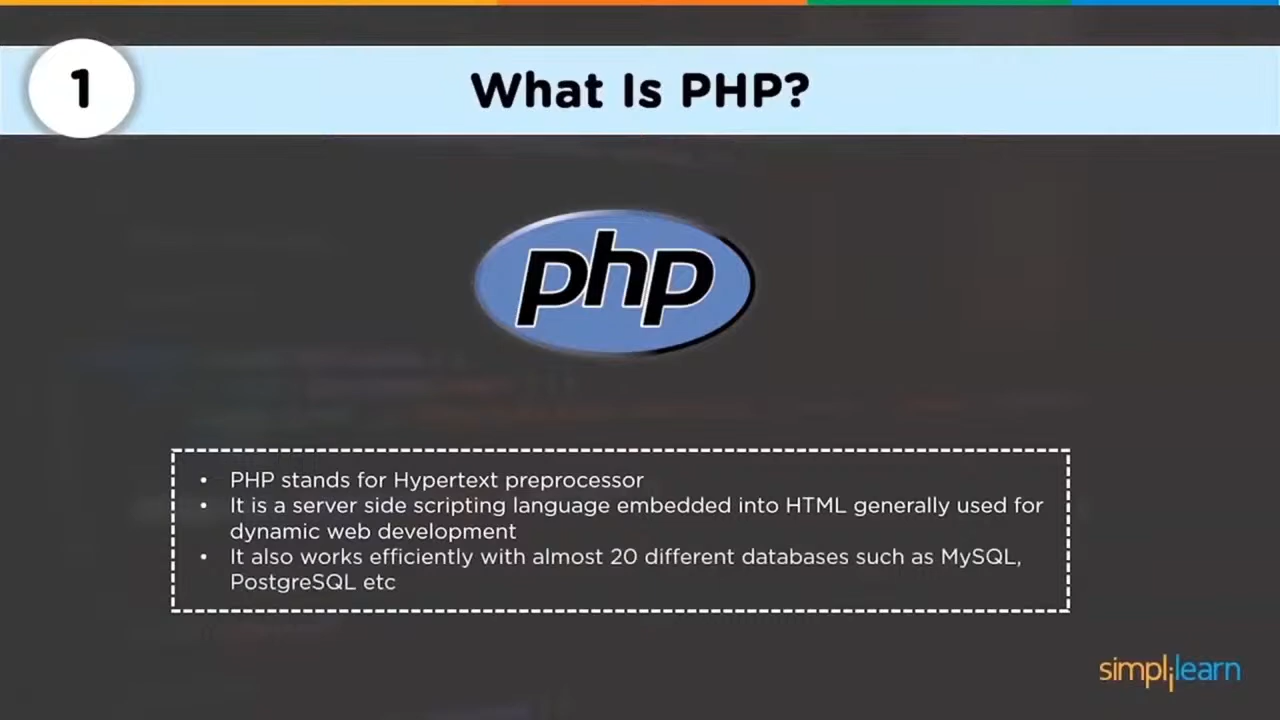 1
What Is PHP?
php
• PHP stands for Hypertext preprocessor
• It is a server side scripting language embedded into HTML generally used for
dynamic web development
• It also works efficiently with almost 20 different databases such as MySQL,
PostgreSQL etc
simplilearn